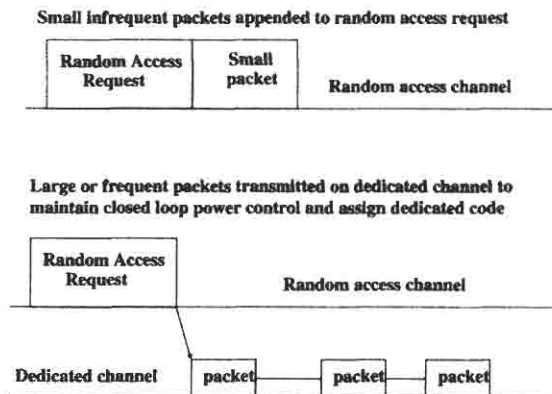 Small infrequent packets appended to random access request
Random Access
Request
Small
packet
Random access channel
Large or frequent packets transmitted on dedicated channel to
maintain closed loop power control and assign dedicated code
Random Access
Request
Random access channel
Dedicated channel
packet
packet
packet